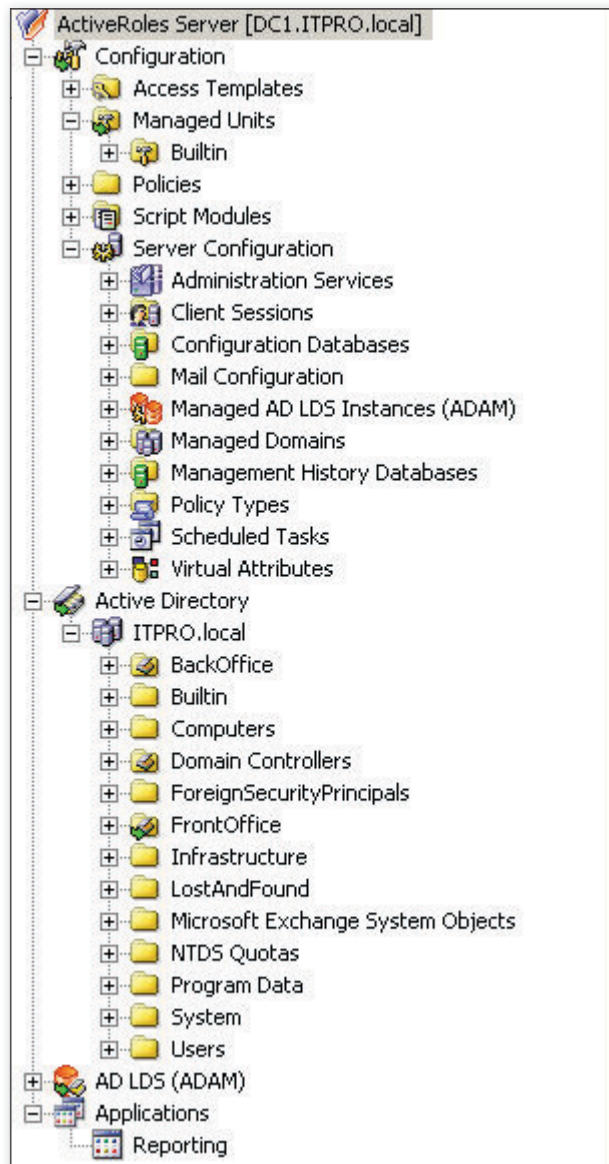 ActiveRoles Server [DC1.ITPRO.local]
Configuration
Access Templates
Managed Units
Builtin
Policies
Script Modules
Server Configuration
Administration Services
Client Sessions
Configuration Databases
Mail Configuration
Managed AD LDS Instances (ADAM)
Managed Domains
Management History Databases
Policy Types
Scheduled Tasks
Virtual Attributes
Active Directory
ITPRO.local
BackOffice
Builtin
Computers
Domain Controllers
ForeignSecurityPrincipals
FrontOffice
Infrastructure
LostAndFound
Microsoft Exchange System Objects
NTDS Quotas
Program Data
System
Users
AD LDS (ADAM)
Applications
Reporting